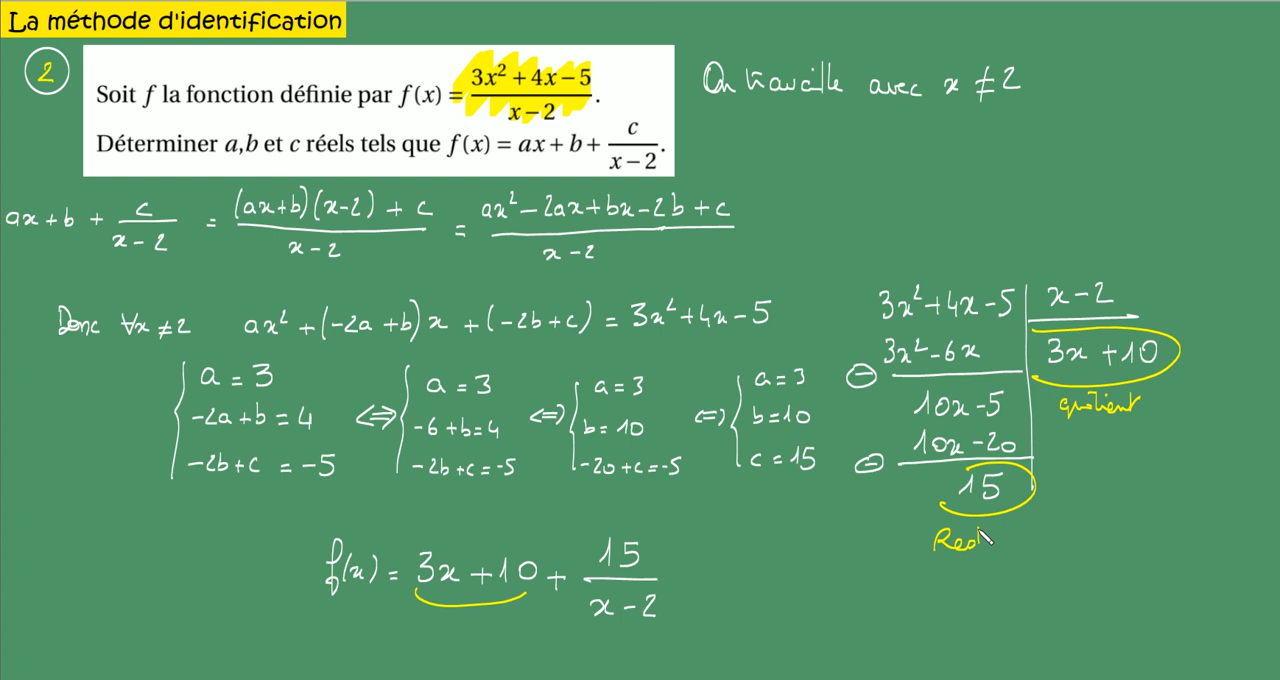 La méthode d'identification
2
Soit f la fonction définie par f(x) = (3x² + 4x − 5)/(x − 2).
Déterminer a,b et c réels tels que f(x) = ax + b + c/(x − 2).
On travaille avec x ≠ 2
ax+b + c/(x-2) = ((ax+b)(x-2) + c)/(x-2) = (ax² - 2ax + bx - 2b + c)/(x-2)
Donc ∀x ≠ 2 ax² + (-2a + b)x + (-2b + c) = 3x² + 4x - 5
{ a = 3
-2a + b = 4
-2b + c = -5
⇔ { a = 3
-6 + b = 4
-2b + c = -5
⇔ { a = 3
b = 10
-20 + c = -5
⇔ { a = 3
b = 10
c = 15
3x² + 4x - 5 | x - 2
⊖ 3x² - 6x | 3x + 10
quotient
10x - 5
⊖ 10x - 20
15
f(x) = 3x + 10 + 15/(x - 2)